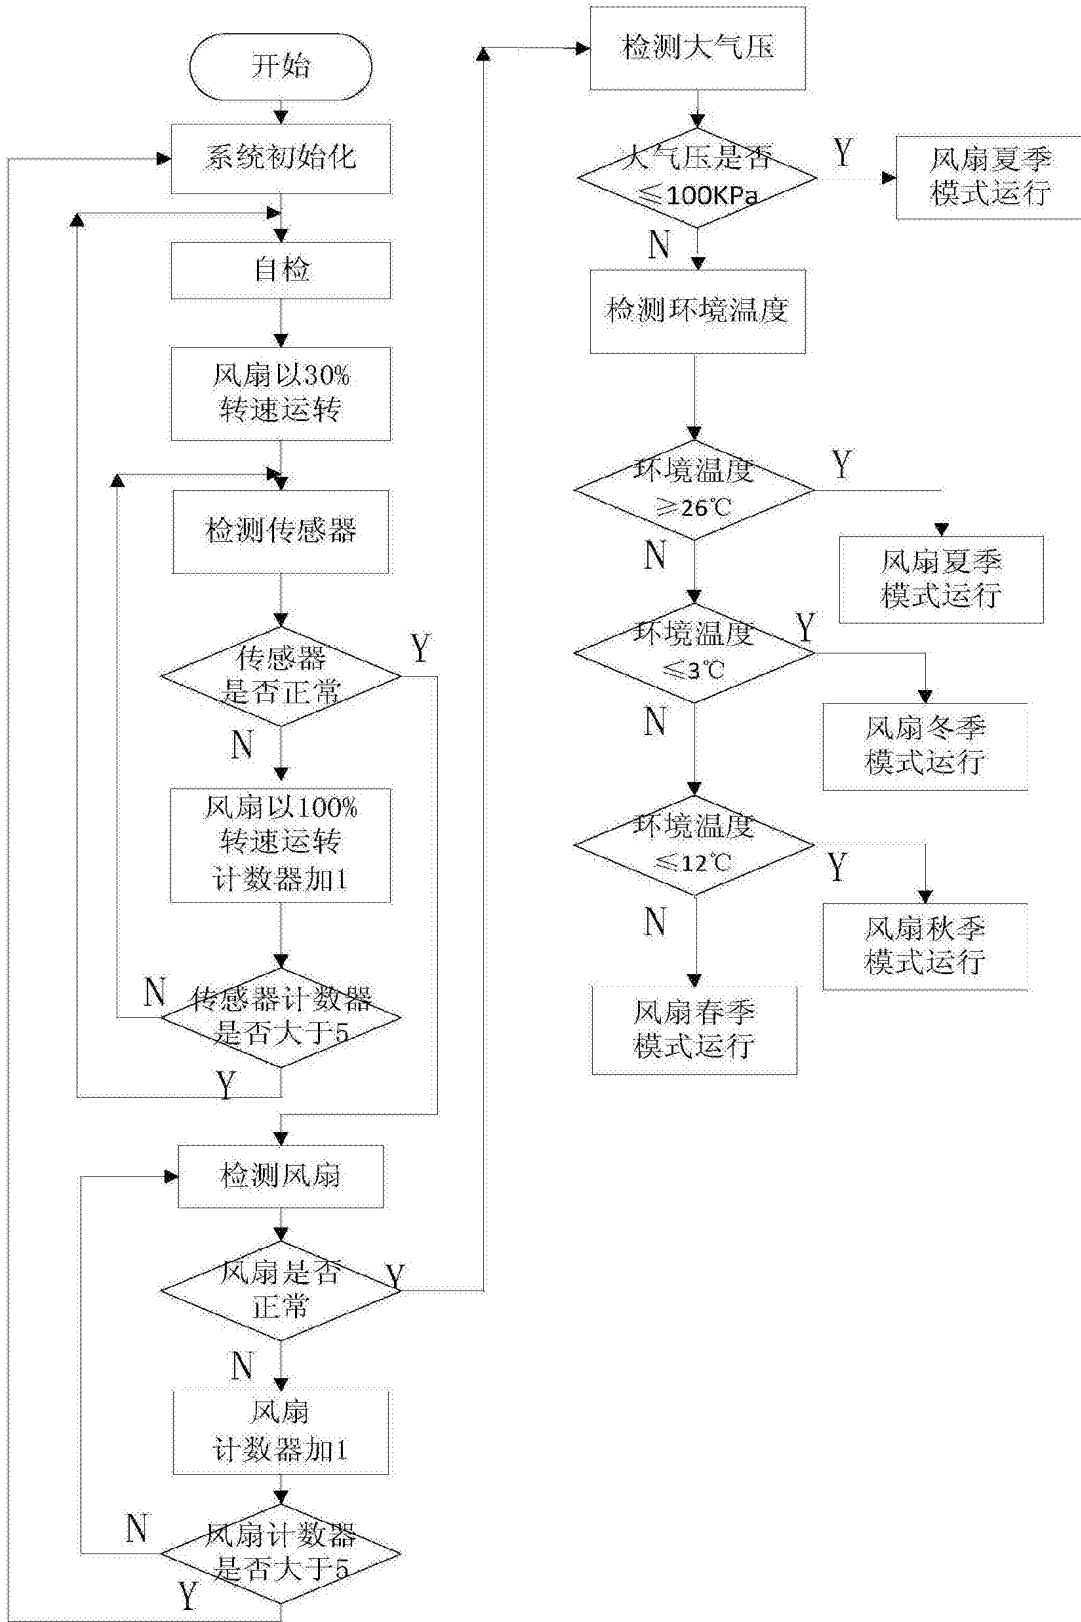 开始
系统初始化
自检
风扇以30%
转速运转
检测传感器
传感器
是否正常
Y
N
风扇以100%
转速运转
计数器加1
传感器计数器
是否大于5
N
Y
检测风扇
风扇是否
正常
Y
N
风扇
计数器加1
风扇计数器
是否大于5
N
Y
检测大气压
大气压是否
≤100KPa
Y
风扇夏季
模式运行
N
检测环境温度
环境温度
≥26℃
Y
风扇夏季
模式运行
N
环境温度
≤3℃
Y
风扇冬季
模式运行
N
环境温度
≤12℃
Y
风扇秋季
模式运行
N
风扇春季
模式运行